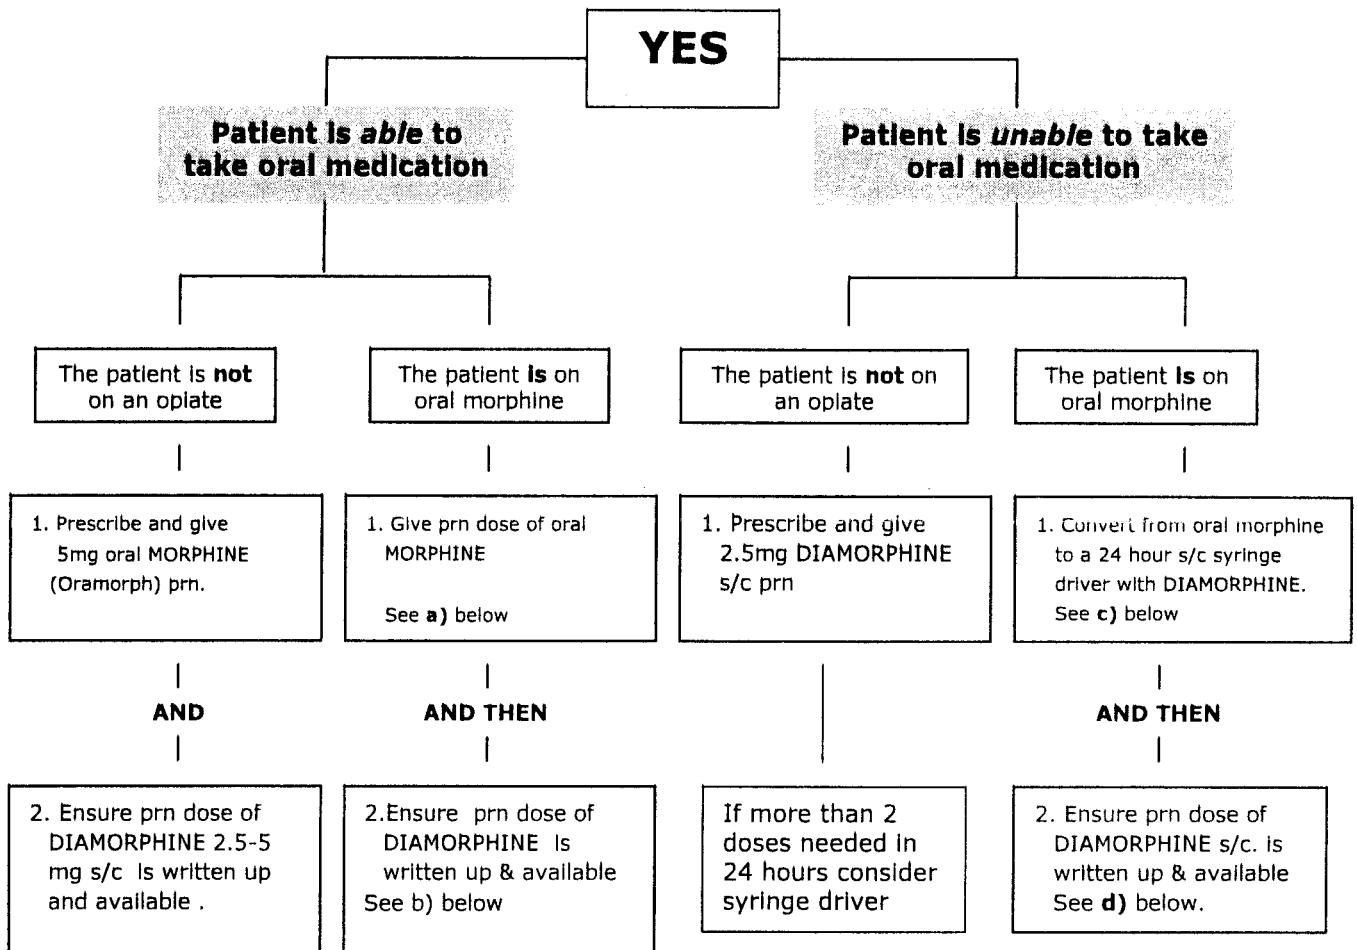 YES
Patient is able to
take oral medication
Patient is unable to take
oral medication
The patient is not
on an opiate
The patient is on
oral morphine
The patient is not on
an opiate
The patient is on
oral morphine
1. Prescribe and give
5mg oral MORPHINE
(Oramorph) prn.
1. Give prn dose of oral
MORPHINE
See a) below
1. Prescribe and give
2.5mg DIAMORPHINE
s/c prn
1. Convert from oral morphine
to a 24 hour s/c syringe
driver with DIAMORPHINE.
See c) below
AND
AND THEN
AND THEN
2. Ensure prn dose of
DIAMORPHINE 2.5-5
mg s/c is written up
and available .
2.Ensure prn dose of
DIAMORPHINE is
written up & available
See b) below
If more than 2
doses needed in
24 hours consider
syringe driver
2. Ensure prn dose of
DIAMORPHINE s/c. is
written up & available
See d) below.